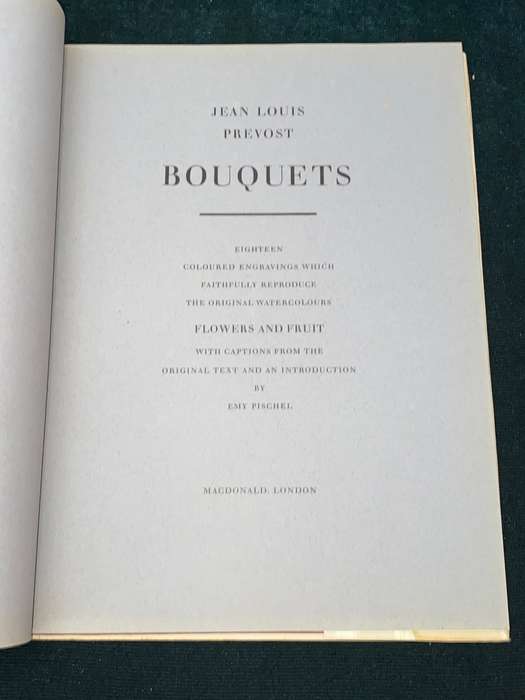 JEAN LOUIS
PREVOST
BOUQUETS
EIGHTEEN
COLOURED ENGRAVINGS WHICH
FAITHFULLY REPRODUCE
THE ORIGINAL WATERCOLOURS
FLOWERS AND FRUIT
WITH CAPTIONS FROM THE
ORIGINAL TEXT AND AN INTRODUCTION
BY
EMY PISCHEL
MACDONALD. LONDON